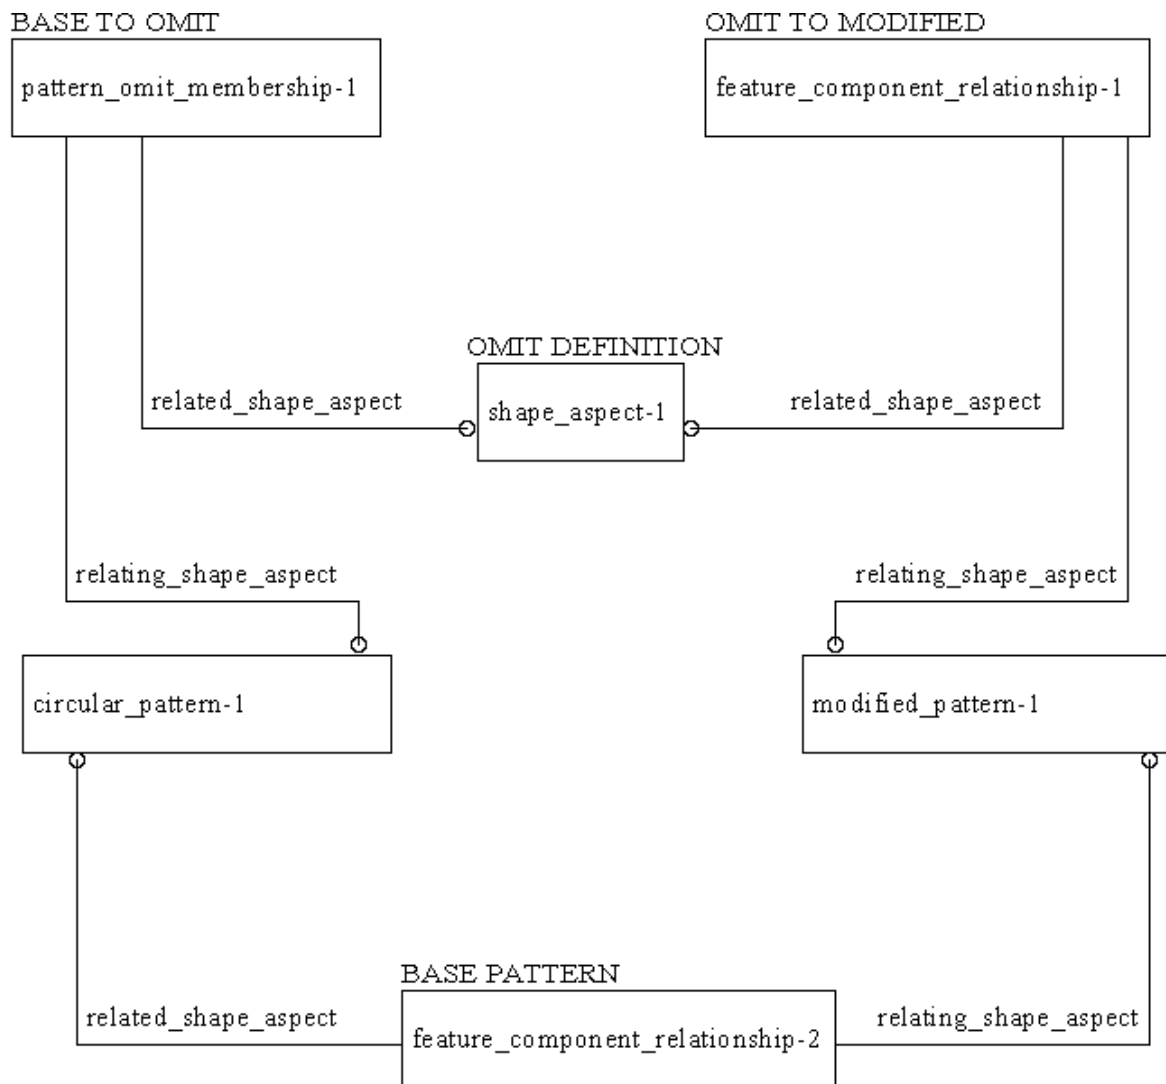 BASE TO OMIT
OMIT TO MODIFIED
pattern_omit_membership-1
feature_component_relationship-1
OMIT DEFINITION
related_shape_aspect
shape_aspect-1
related_shape_aspect
relating_shape_aspect
relating_shape_aspect
circular_pattern-1
modified_pattern-1
BASE PATTERN
related_shape_aspect
feature_component_relationship-2
relating_shape_aspect